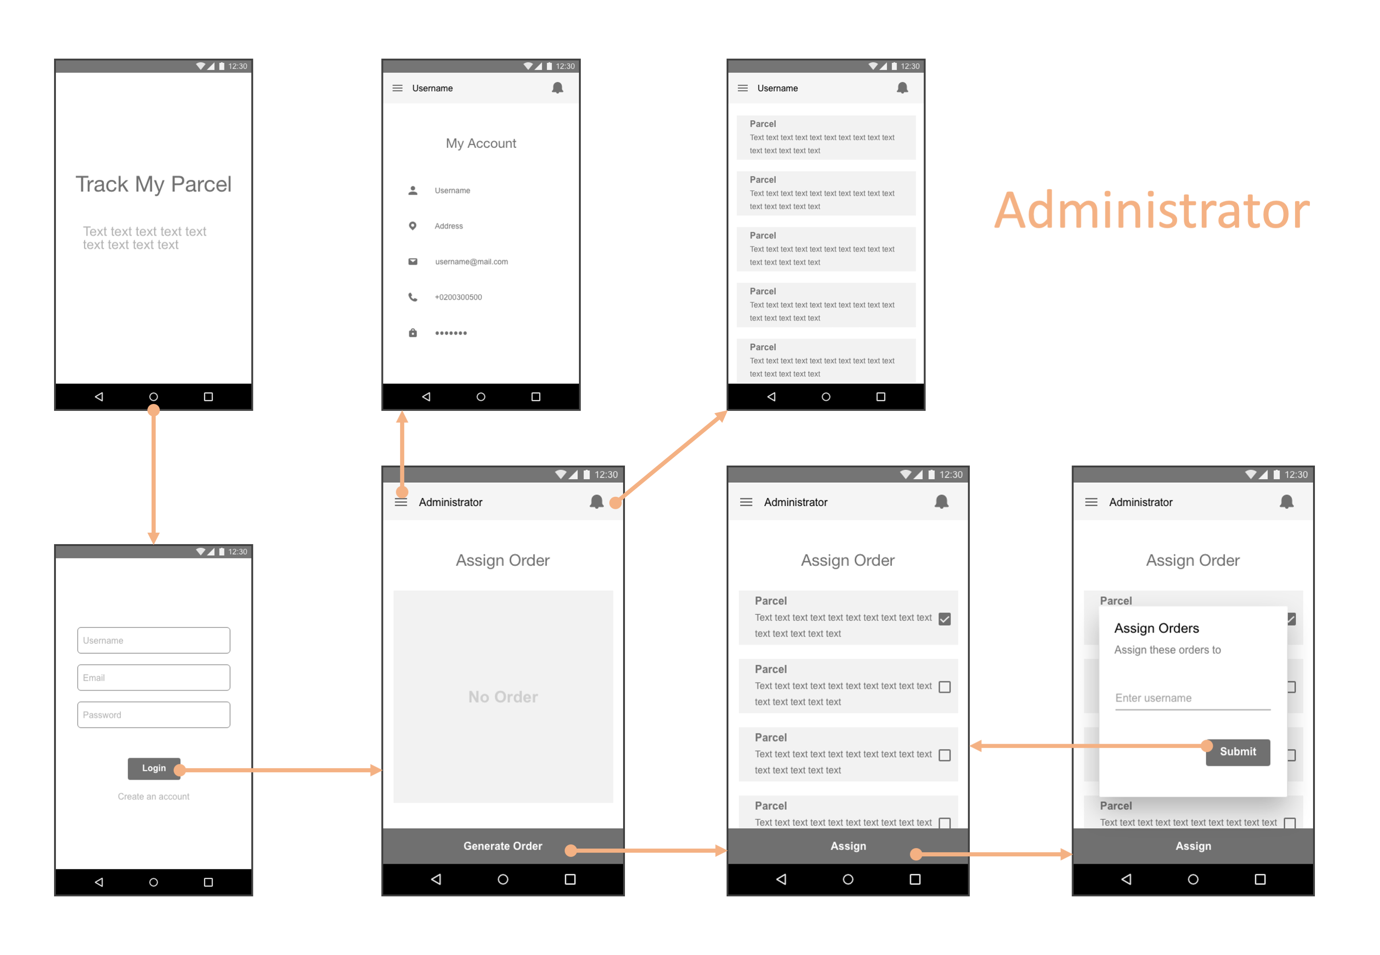 12:30
Track My Parcel
Text text text text text
text text text text
12:30
Username
My Account
Username
Address
username@mail.com
+0200300500
•••••••
12:30
Username
Parcel
Text text text text text text text text text text
text text text text text
Parcel
Text text text text text text text text text text
text text text text text
Parcel
Text text text text text text text text text text
text text text text text
Parcel
Text text text text text text text text text text
text text text text text
Parcel
Text text text text text text text text text text
text text text text text
Administrator
12:30
Username
Email
Password
Login
Create an account
12:30
Administrator
Assign Order
No Order
Generate Order
12:30
Administrator
Assign Order
Parcel
Text text text text text text text text text text
text text text text text
Parcel
Text text text text text text text text text text
text text text text text
Parcel
Text text text text text text text text text text
text text text text text
Parcel
Text text text text text text text text text text
Assign
12:30
Administrator
Assign Order
Parcel
Assign Orders
Assign these orders to
Enter username
Submit
Parcel
Text text text text text text text text text text
Assign